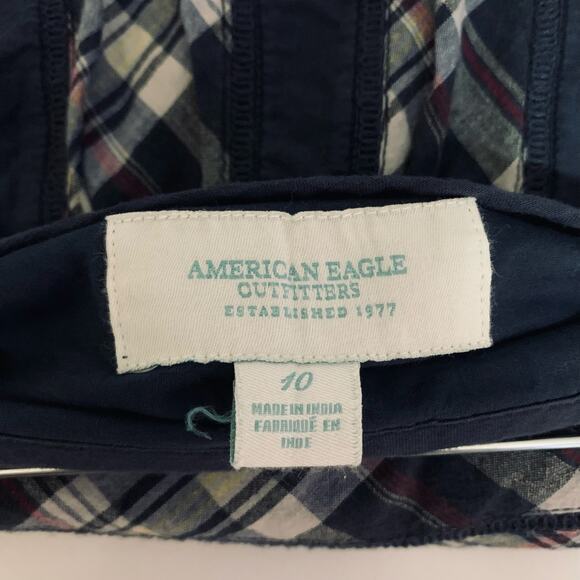 AMERICAN EAGLE
OUTFITTERS
ESTABLISHED 1977
10
MADE IN INDIA
FABRIQUÉ EN
INDE